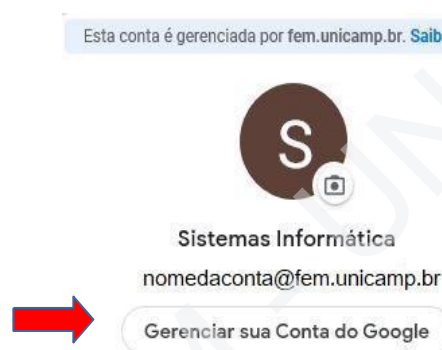 Esta conta é gerenciada por fem.unicamp.br. Saib
S
Sistemas Informática
nomedaconta@fem.unicamp.br
Gerenciar sua Conta do Google